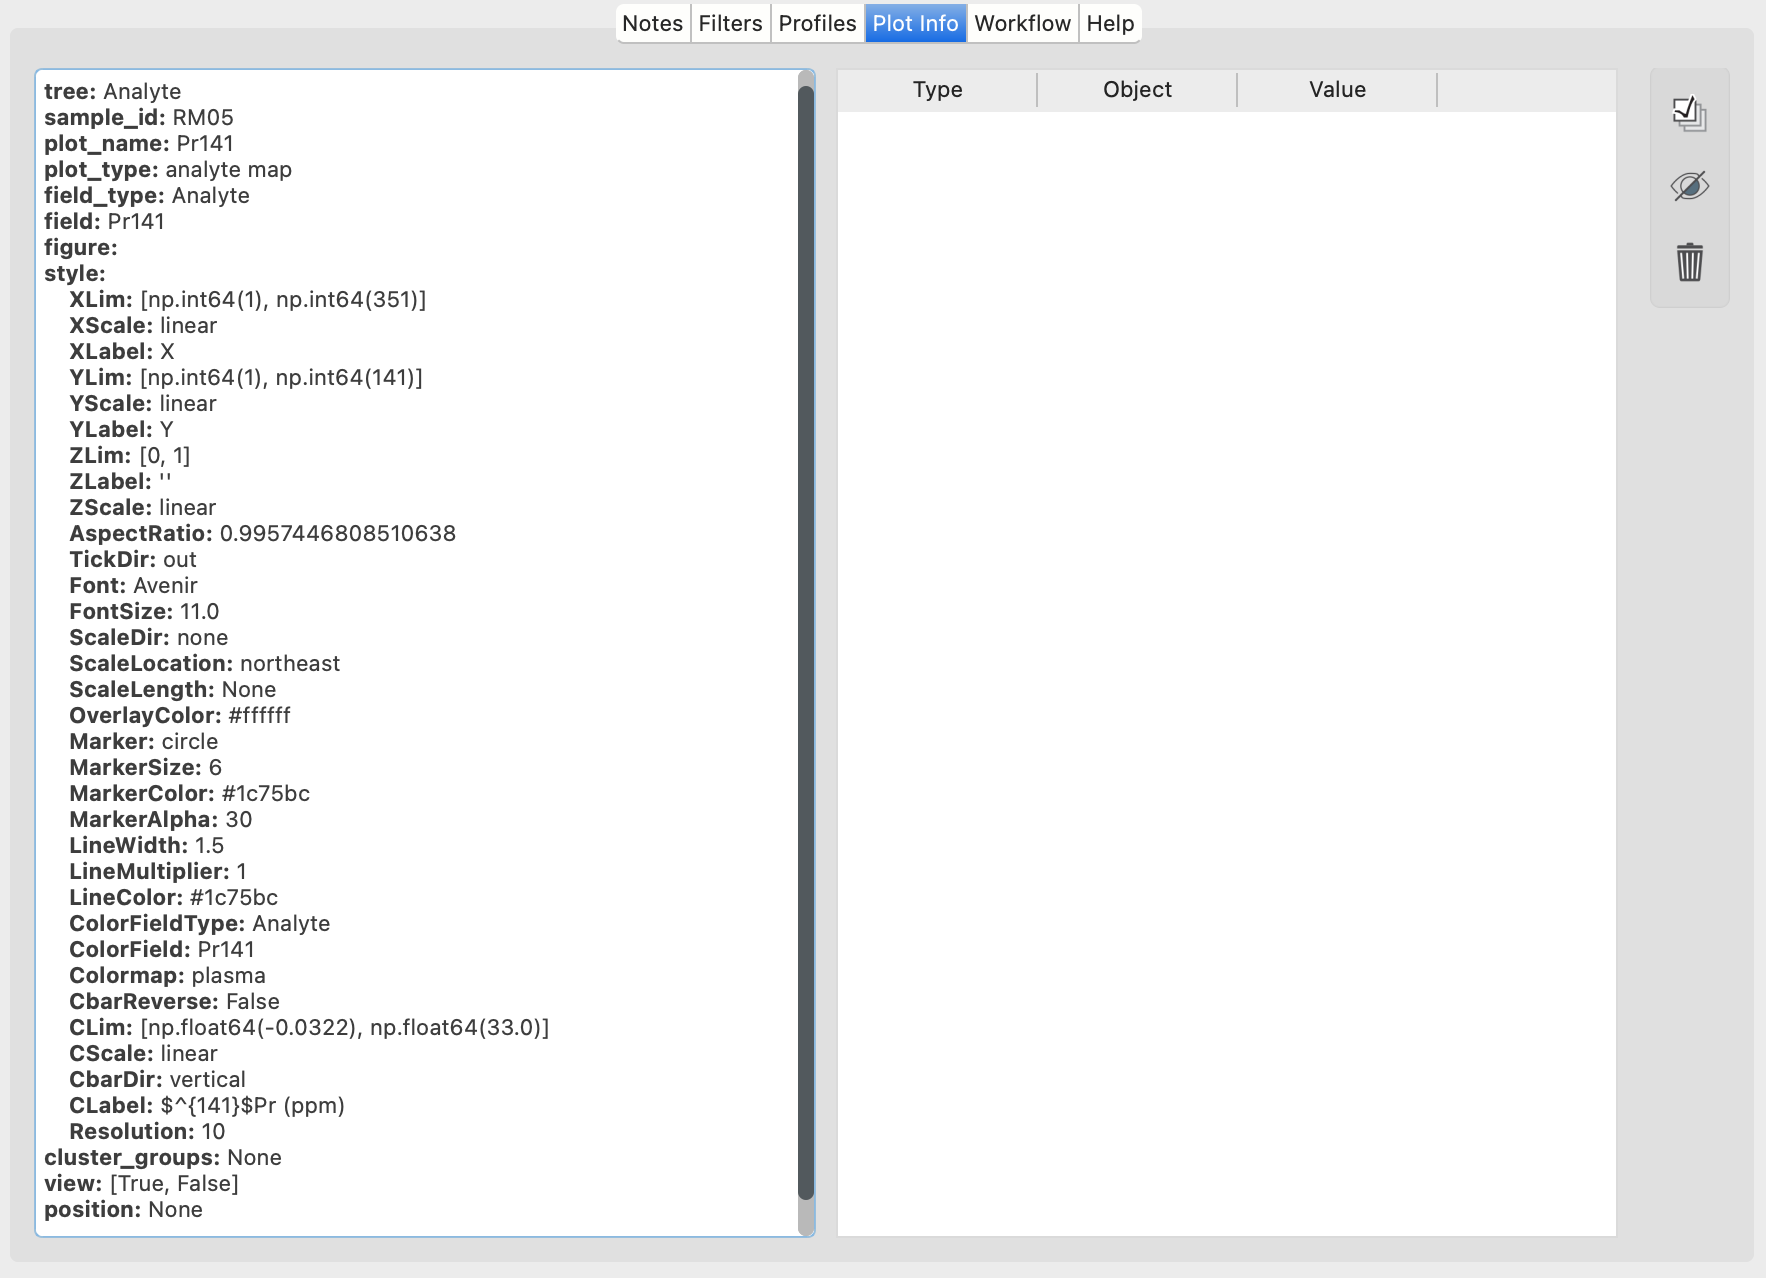 Notes Filters Profiles Plot Info Workflow Help
tree: Analyte
sample_id: RM05
plot_name: Pr141
plot_type: analyte map
field_type: Analyte
field: Pr141
figure:
style:
XLim: [np.int64(1), np.int64(351)]
XScale: linear
XLabel: X
YLim: [np.int64(1), np.int64(141)]
YScale: linear
YLabel: Y
ZLim: [0, 1]
ZLabel: ''
ZScale: linear
AspectRatio: 0.9957446808510638
TickDir: out
Font: Avenir
FontSize: 11.0
ScaleDir: none
ScaleLocation: northeast
ScaleLength: None
OverlayColor: #ffffff
Marker: circle
MarkerSize: 6
MarkerColor: #1c75bc
MarkerAlpha: 30
LineWidth: 1.5
LineMultiplier: 1
LineColor: #1c75bc
ColorFieldType: Analyte
ColorField: Pr141
Colormap: plasma
CbarReverse: False
CLim: [np.float64(-0.0322), np.float64(33.0)]
CScale: linear
CbarDir: vertical
CLabel: $^{141}$Pr (ppm)
Resolution: 10
cluster_groups: None
view: [True, False]
position: None
Type Object Value